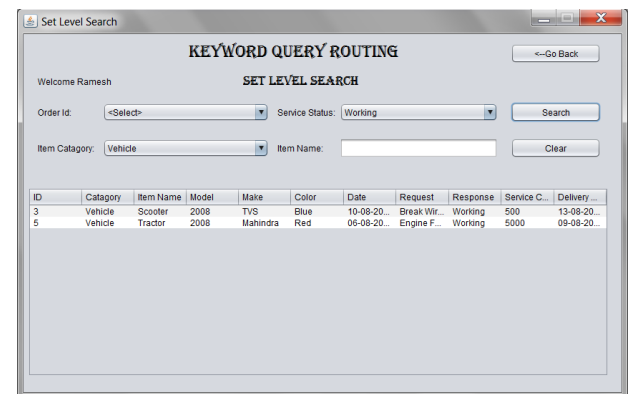 Set Level Search
KEYWORD QUERY ROUTING
<--Go Back
Welcome Ramesh
SET LEVEL SEARCH
Order Id: <Select> Service Status: Working Search
Item Catagory: Vehicle Item Name: Clear
ID Catagory Item Name Model Make Color Date Request Response Service C... Delivery ...
3 Vehicle Scooter 2008 TVS Blue 10-08-20... Break Wir... Working 500 13-08-20...
5 Vehicle Tractor 2008 Mahindra Red 06-08-20... Engine F... Working 5000 09-08-20...